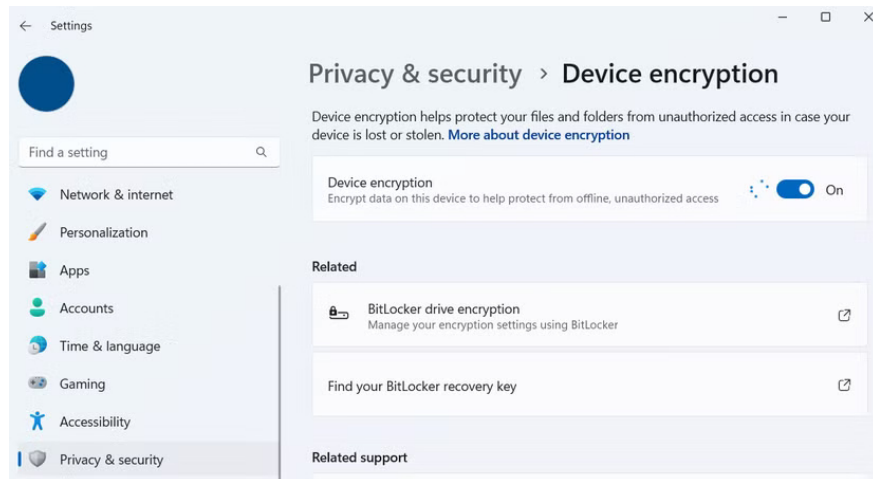 Settings
Privacy & security > Device encryption
Device encryption helps protect your files and folders from unauthorized access in case your
device is lost or stolen. More about device encryption
Find a setting
Network & internet
Personalization
Apps
Accounts
Time & language
Gaming
Accessibility
Privacy & security
Device encryption
Encrypt data on this device to help protect from offline, unauthorized access
On
Related
BitLocker drive encryption
Manage your encryption settings using BitLocker
Find your BitLocker recovery key
Related support